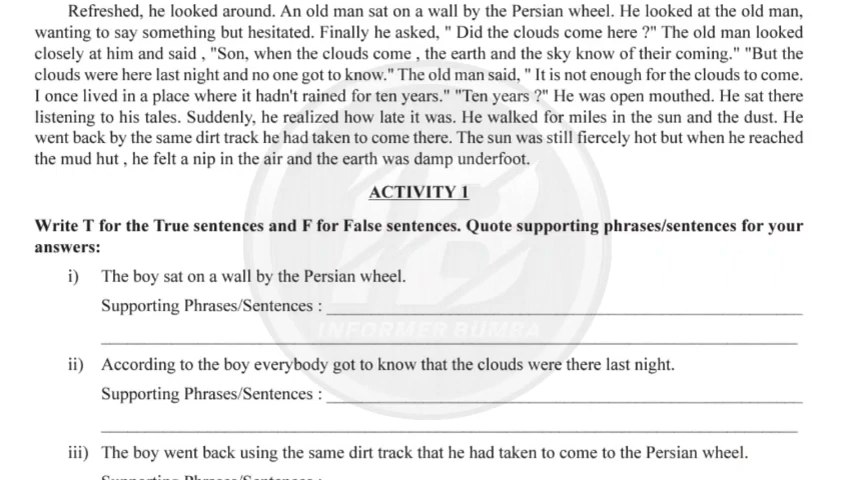 Refreshed, he looked around. An old man sat on a wall by the Persian wheel. He looked at the old man,
wanting to say something but hesitated. Finally he asked, " Did the clouds come here ?" The old man looked
closely at him and said , "Son, when the clouds come , the earth and the sky know of their coming." "But the
clouds were here last night and no one got to know." The old man said, " It is not enough for the clouds to come.
I once lived in a place where it hadn't rained for ten years." "Ten years ?" He was open mouthed. He sat there
listening to his tales. Suddenly, he realized how late it was. He walked for miles in the sun and the dust. He
went back by the same dirt track he had taken to come there. The sun was still fiercely hot but when he reached
the mud hut , he felt a nip in the air and the earth was damp underfoot.
ACTIVITY 1
Write T for the True sentences and F for False sentences. Quote supporting phrases/sentences for your
answers:
i) The boy sat on a wall by the Persian wheel.
Supporting Phrases/Sentences :
INFORMER BUMBA
ii) According to the boy everybody got to know that the clouds were there last night.
Supporting Phrases/Sentences :
iii) The boy went back using the same dirt track that he had taken to come to the Persian wheel.
Supporting Phrases/Sentences :